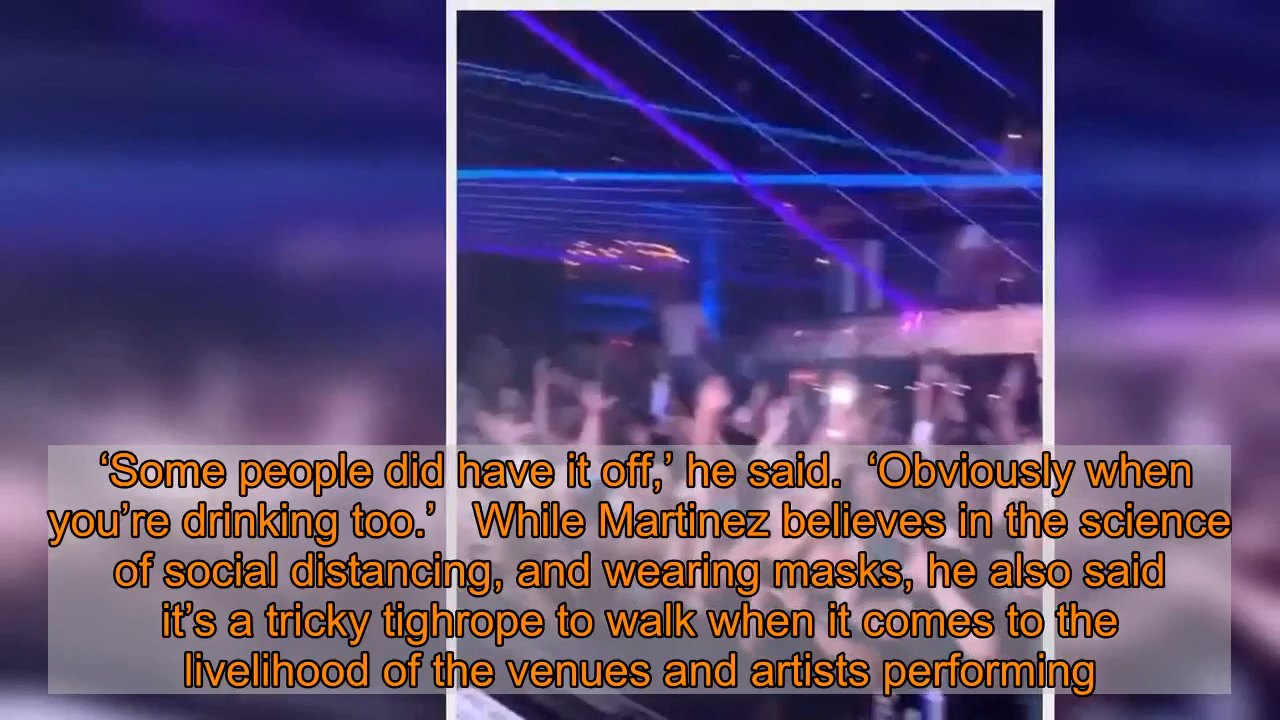 ‘Some people did have it off,’ he said.   ‘Obviously when
you’re drinking too.’   While Martinez believes in the science
of social distancing, and wearing masks, he also said
it’s a tricky tighrope to walk when it comes to the
livelihood of the venues and artists performing